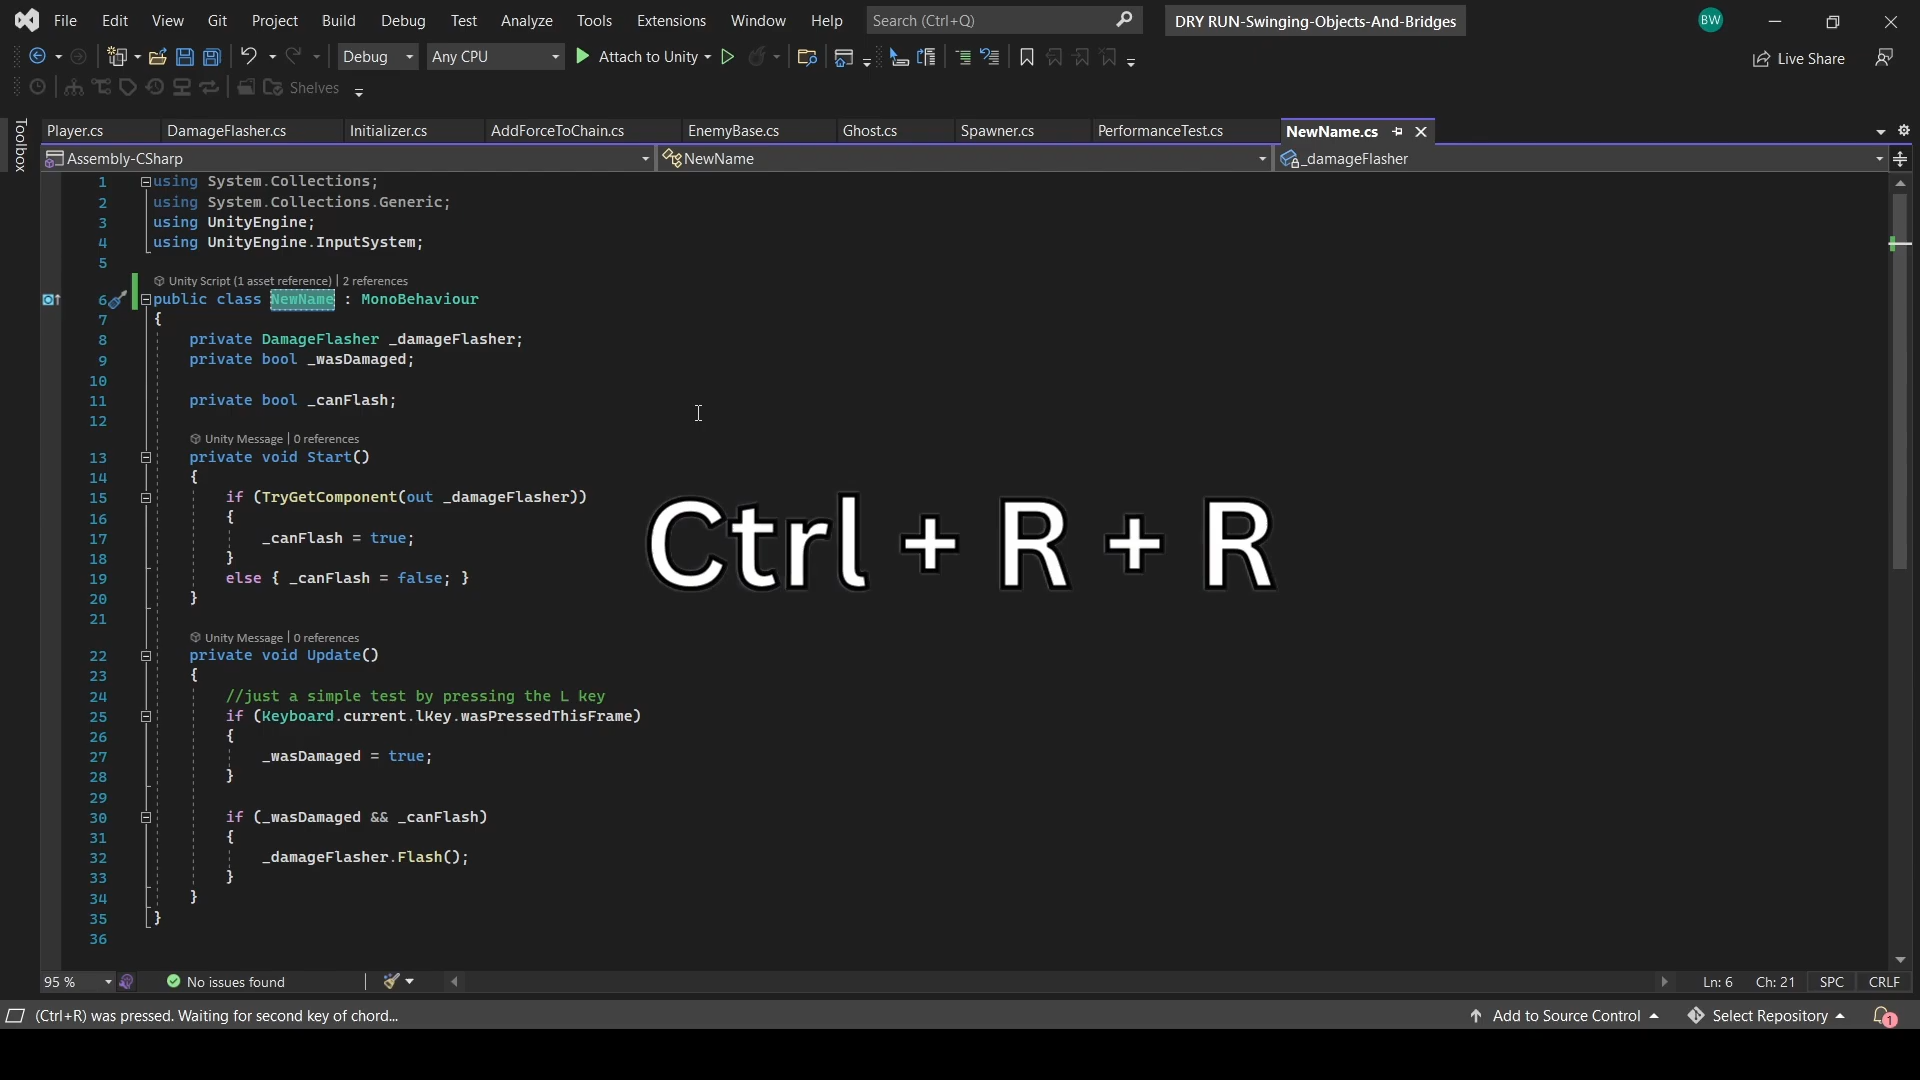 File Edit View Git Project Build Debug Test Analyze Tools Extensions Window Help Search (Ctrl+Q) DRY RUN-Swinging-Objects-And-Bridges BW
Debug Any CPU Attach to Unity Live Share
Shelves
Toolbox
Player.cs DamageFlasher.cs Initializer.cs AddForceToChain.cs EnemyBase.cs Ghost.cs Spawner.cs PerformanceTest.cs NewName.cs
Assembly-CSharp NewName _damageFlasher
1 using System.Collections;
2 using System.Collections.Generic;
3 using UnityEngine;
4 using UnityEngine.InputSystem;
5
Unity Script (1 asset reference) | 2 references
6 public class NewName : MonoBehaviour
7 {
8 private DamageFlasher _damageFlasher;
9 private bool _wasDamaged;
10
11 private bool _canFlash;
12
Unity Message | 0 references
13 private void Start()
14 {
15 if (TryGetComponent(out _damageFlasher))
16 {
17 _canFlash = true;
18 }
19 else { _canFlash = false; }
20 }
21
Ctrl + R + R
Unity Message | 0 references
22 private void Update()
23 {
24 //just a simple test by pressing the L key
25 if (Keyboard.current.lKey.wasPressedThisFrame)
26 {
27 _wasDamaged = true;
28 }
29
30 if (_wasDamaged && _canFlash)
31 {
32 _damageFlasher.Flash();
33 }
34 }
35 }
36
95 % No issues found Ln: 6 Ch: 21 SPC CRLF
(Ctrl+R) was pressed. Waiting for second key of chord... Add to Source Control Select Repository 1